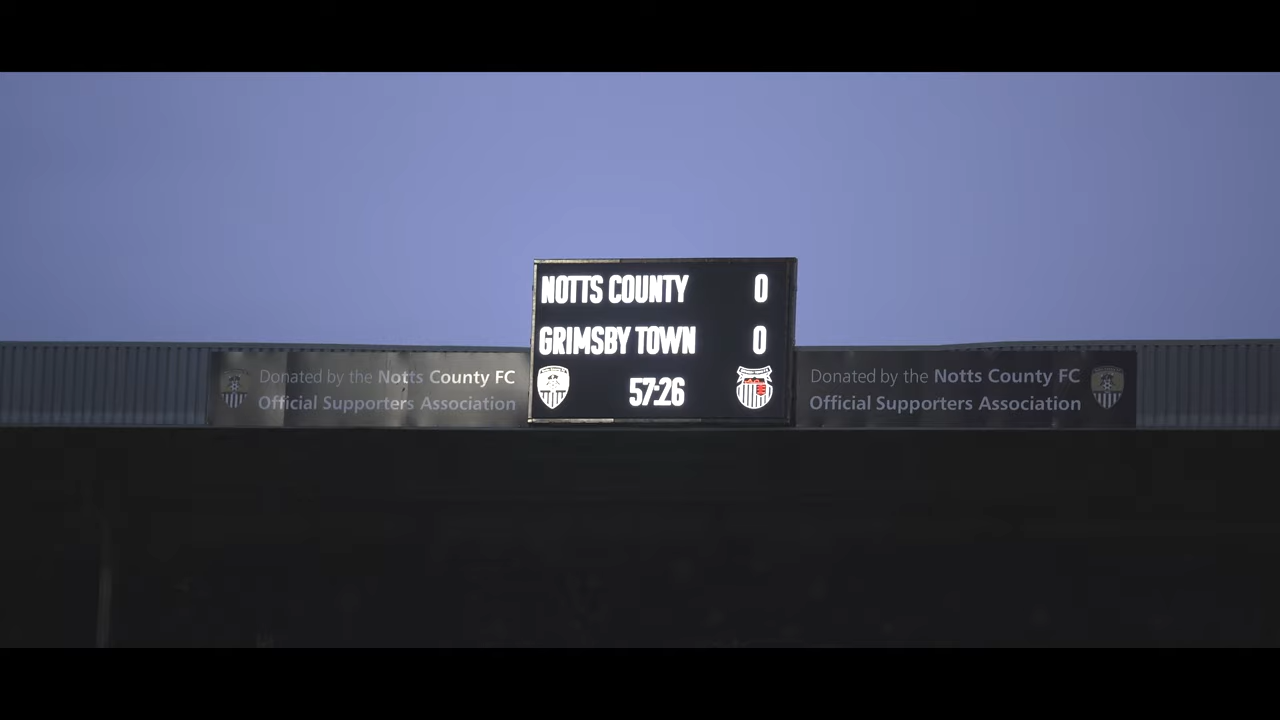 NOTTS COUNTY 0
GRIMSBY TOWN 0
57:26
Donated by the Notts County FC
Official Supporters Association
Donated by the Notts County FC
Official Supporters Association